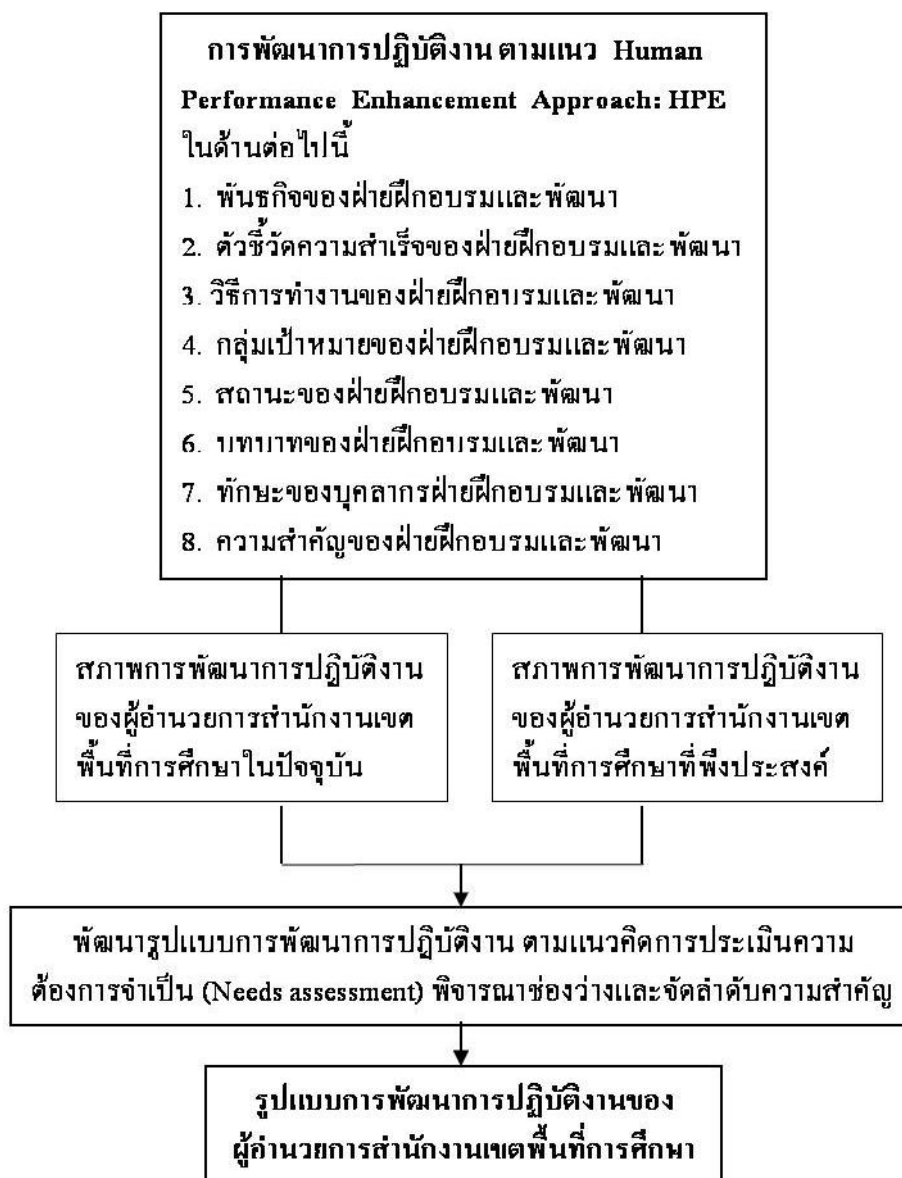 การพัฒนาการปฏิบัติงาน ตามแนว Human
Performance Enhancement Approach: HPE
ในด้านต่อไปนี้
1. พันธกิจของฝ่ายฝึกอบรมและพัฒนา
2. ตัวชี้วัดความสำเร็จของฝ่ายฝึกอบรมและพัฒนา
3. วิธีการทำงานของฝ่ายฝึกอบรมและพัฒนา
4. กลุ่มเป้าหมายของฝ่ายฝึกอบรมและพัฒนา
5. สถานะของฝ่ายฝึกอบรมและพัฒนา
6. บทบาทของฝ่ายฝึกอบรมและพัฒนา
7. ทักษะของบุคลากรฝ่ายฝึกอบรมและพัฒนา
8. ความสำคัญของฝ่ายฝึกอบรมและพัฒนา
สภาพการพัฒนาการปฏิบัติงาน
ของผู้อำนวยการสำนักงานเขต
พื้นที่การศึกษาในปัจจุบัน
สภาพการพัฒนาการปฏิบัติงาน
ของผู้อำนวยการสำนักงานเขต
พื้นที่การศึกษาที่พึงประสงค์
พัฒนารูปแบบการพัฒนาการปฏิบัติงาน ตามแนวคิดการประเมินความ
ต้องการจำเป็น (Needs assessment) พิจารณาช่องว่างและจัดลำดับความสำคัญ
รูปแบบการพัฒนาการปฏิบัติงานของ
ผู้อำนวยการสำนักงานเขตพื้นที่การศึกษา